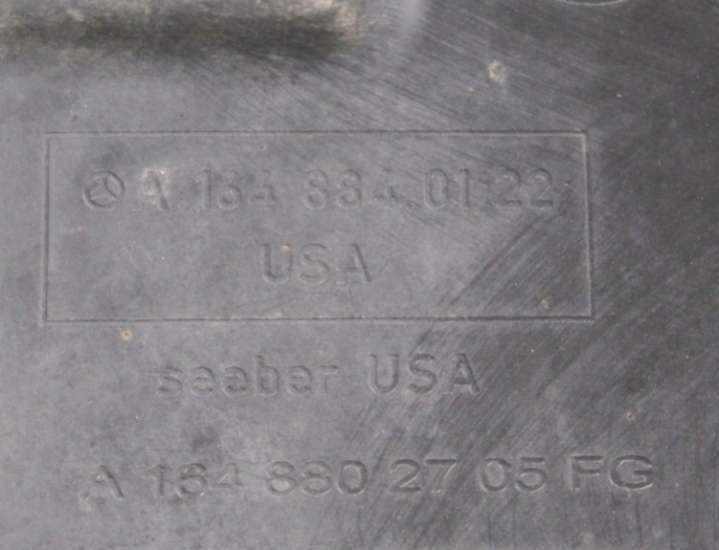 A 164 884 01 22
USA
seeber USA
A 164 880 27 05 FG